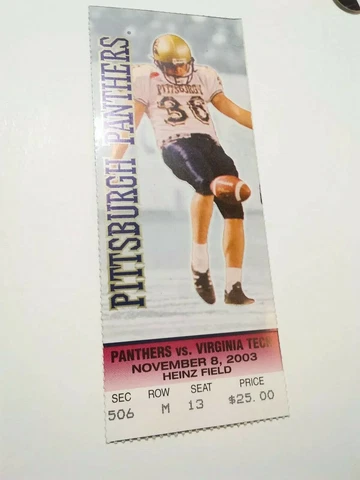 PITTSBURGH PANTHERS®
PITTSBURGH
36
PANTHERS vs. VIRGINIA TECH
NOVEMBER 8, 2003
HEINZ FIELD
SEC ROW SEAT PRICE
506 M 13 $25.00